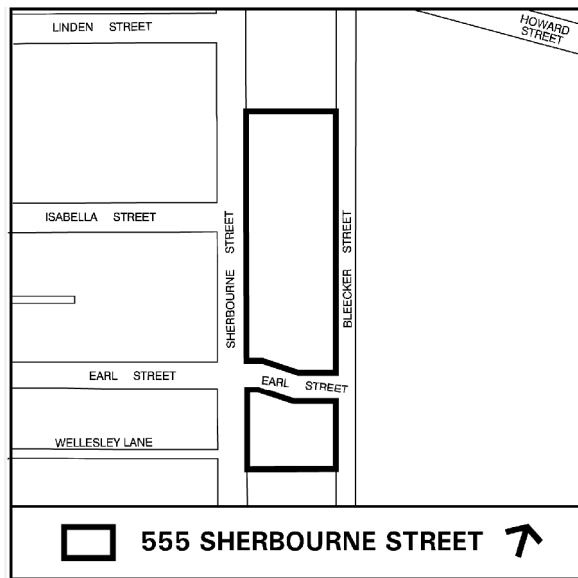 LINDEN STREET
HOWARD
STREET
ISABELLA STREET
SHERBOURNE STREET
BLEECKER STREET
EARL STREET
EARL STREET
WELLESLEY LANE
555 SHERBOURNE STREET